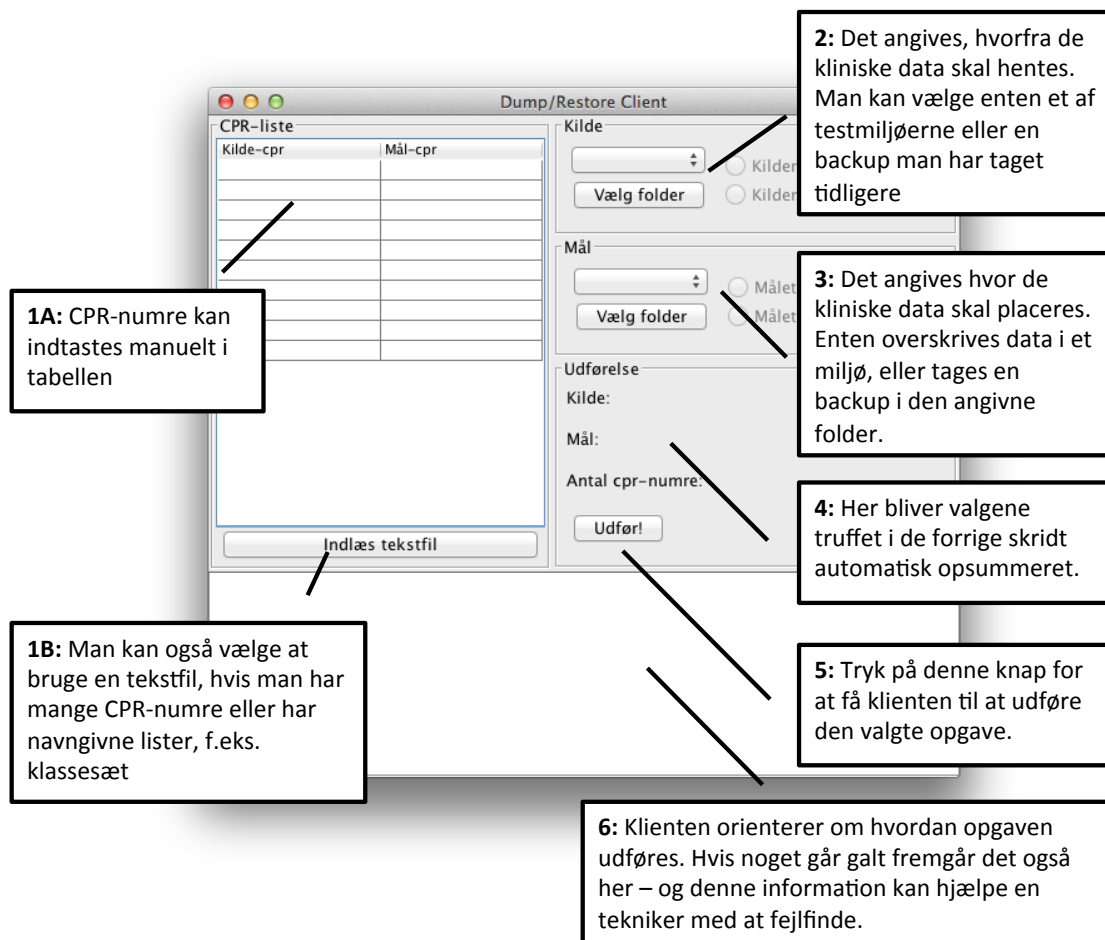 Dump/Restore Client
CPR-liste
Kilde-cpr
Mål-cpr
Indlæs tekstfil
Kilde
Vælg folder
Kilder
Kilder
Mål
Vælg folder
Målet
Målet
Udførelse
Kilde:
Mål:
Antal cpr-numre:
Udfør!
1A: CPR-numre kan
indtastes manuelt i
tabellen
1B: Man kan også vælge at
bruge en tekstfil, hvis man har
mange CPR-numre eller har
navngivne lister, f.eks.
klassesæt
2: Det angives, hvorfra de
kliniske data skal hentes.
Man kan vælge enten et af
testmiljøerne eller en
backup man har taget
tidligere
3: Det angives hvor de
kliniske data skal placeres.
Enten overskrives data i et
miljø, eller tages en
backup i den angivne
folder.
4: Her bliver valgene
truffet i de forrige skridt
automatisk opsummeret.
5: Tryk på denne knap for
at få klienten til at udføre
den valgte opgave.
6: Klienten orienterer om hvordan opgaven
udføres. Hvis noget går galt fremgår det også
her – og denne information kan hjælpe en
tekniker med at fejlfinde.